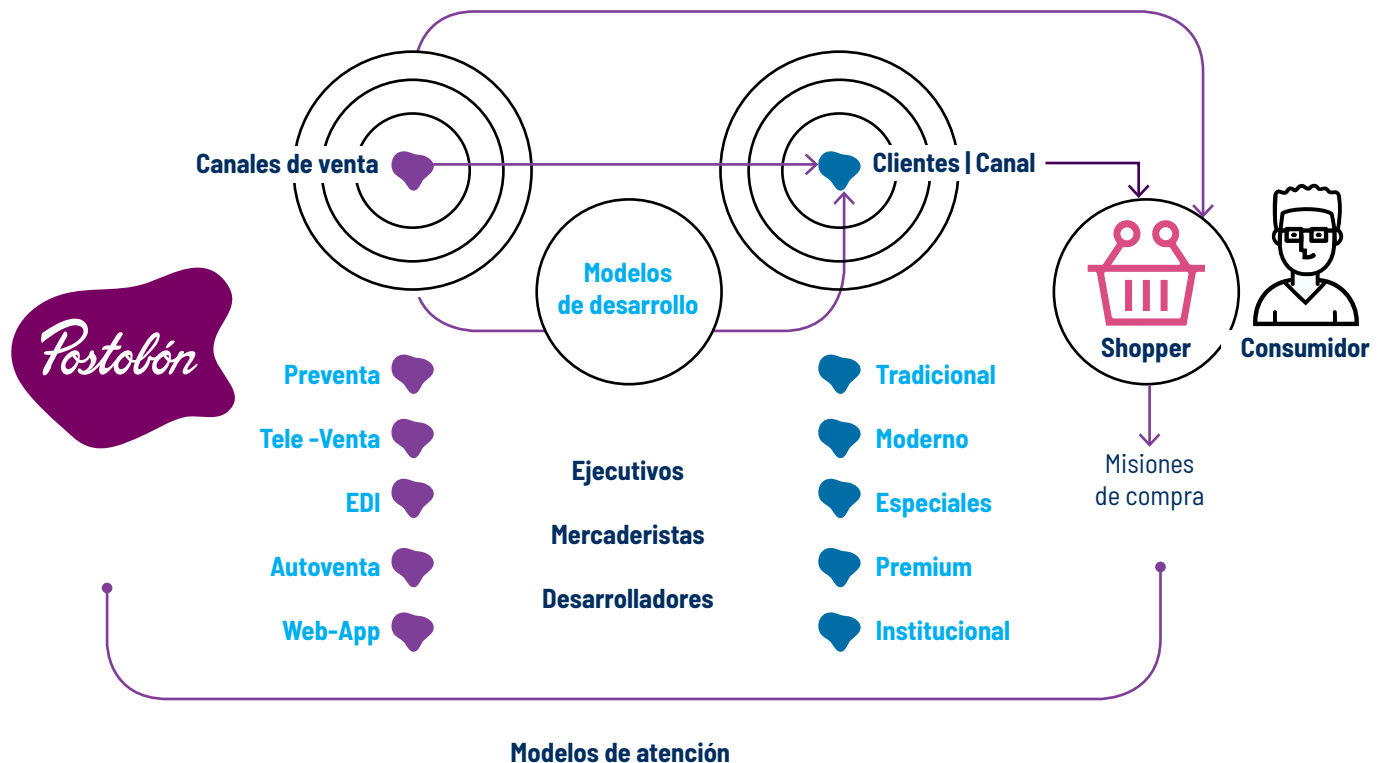 Canales de venta
Clientes | Canal
Modelos
de desarrollo
Postobón
Shopper
Consumidor
Preventa
Tele -Venta
EDI
Autoventa
Web-App
Ejecutivos
Mercaderistas
Desarrolladores
Tradicional
Moderno
Especiales
Premium
Institucional
Misiones
de compra
Modelos de atención